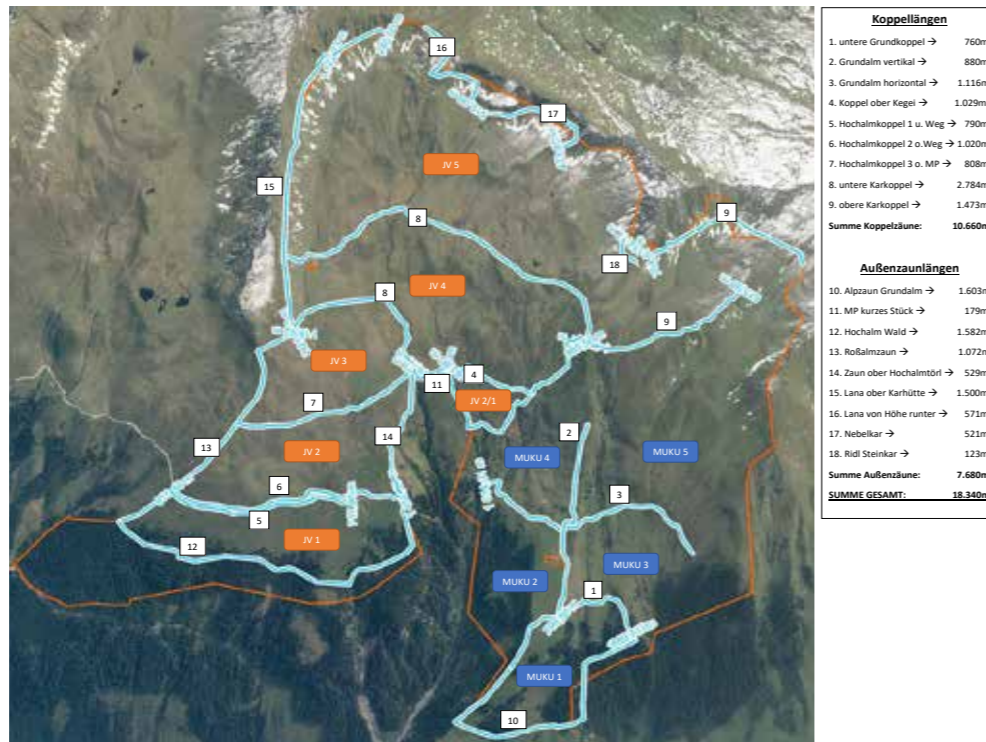 16
17
JV 5
15
9
8
18
JV 4
8
9
JV 3
11
4
JV 2/1
7
14
2
13
JV 2
MUKU 4
MUKU 5
6
3
5
JV 1
12
MUKU 3
MUKU 2
1
MUKU 1
10
Koppellängen
1. untere Grundkoppel → 760m
2. Grundalm vertikal → 880m
3. Grundalm horizontal → 1.116m
4. Koppel ober Kegei → 1.029m
5. Hochalmkoppel 1 u. Weg → 790m
6. Hochalmkoppel 2 o.Weg → 1.020m
7. Hochalmkoppel 3 o. MP → 808m
8. untere Karkoppel → 2.784m
9. obere Karkoppel → 1.473m
Summe Koppelzäune: 10.660m
Außenzaunlängen
10. Alpzaun Grundalm → 1.603m
11. MP kurzes Stück → 179m
12. Hochalm Wald → 1.582m
13. Roßalmzaun → 1.072m
14. Zaun ober Hochalmtörl → 529m
15. Lana ober Karhütte → 1.500m
16. Lana von Höhe runter → 571m
17. Nebelkar → 521m
18. Ridl Steinkar → 123m
Summe Außenzäune: 7.680m
SUMME GESAMT: 18.340m